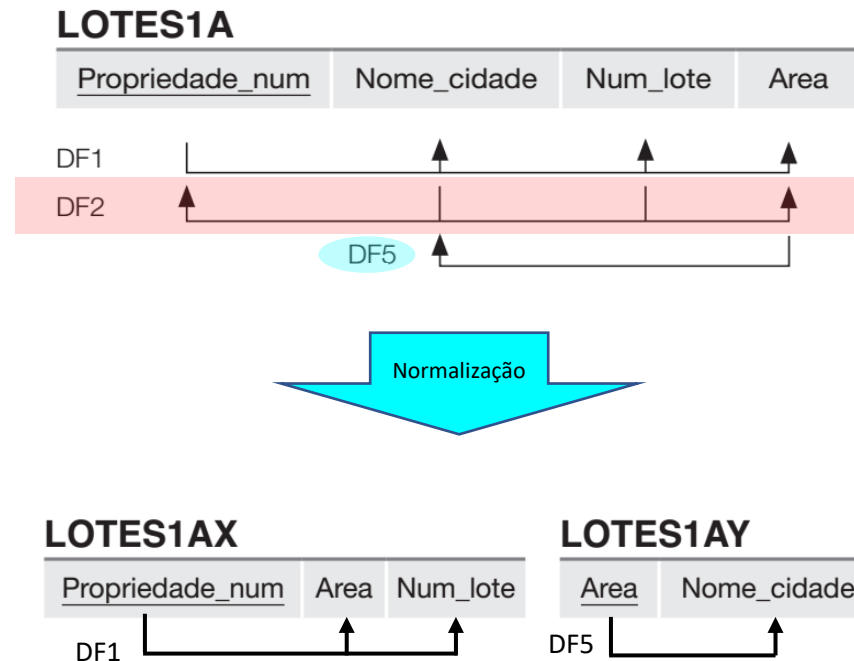 LOTES1A
Propriedade_num Nome_cidade Num_lote Area
DF1
DF2
DF5
Normalização
LOTES1AX LOTES1AY
Propriedade_num Area Num_lote Area Nome_cidade
DF1 DF5